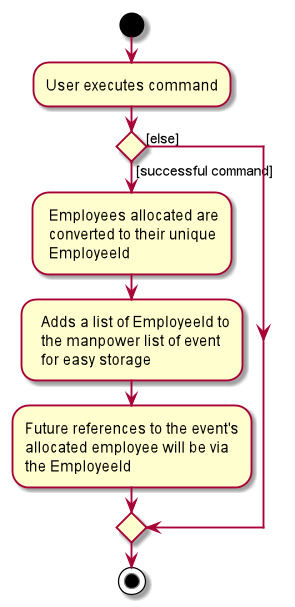 User executes command
[else]
[successful command]
Employees allocated are
converted to their unique
EmployeeId
Adds a list of EmployeeId to
the manpower list of event
for easy storage
Future references to the event's
allocated employee will be via
the EmployeeId